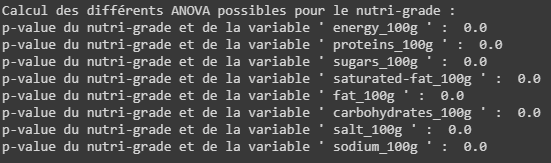 Calcul des différents ANOVA possibles pour le nutri-grade :
p-value du nutri-grade et de la variable ' energy_100g ' :  0.0
p-value du nutri-grade et de la variable ' proteins_100g ' :  0.0
p-value du nutri-grade et de la variable ' sugars_100g ' :  0.0
p-value du nutri-grade et de la variable ' saturated-fat_100g ' :  0.0
p-value du nutri-grade et de la variable ' fat_100g ' :  0.0
p-value du nutri-grade et de la variable ' carbohydrates_100g ' :  0.0
p-value du nutri-grade et de la variable ' salt_100g ' :  0.0
p-value du nutri-grade et de la variable ' sodium_100g ' :  0.0